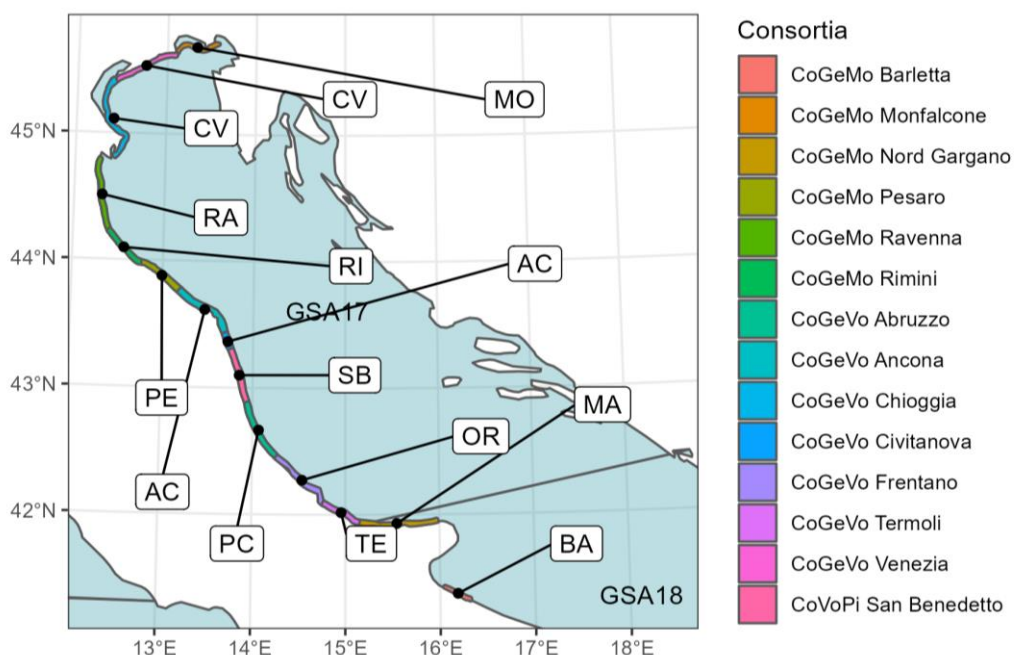 Consortia
CoGeMo Barletta
CoGeMo Monfalcone
CoGeMo Nord Gargano
CoGeMo Pesaro
CoGeMo Ravenna
CoGeMo Rimini
CoGeVo Abruzzo
CoGeVo Ancona
CoGeVo Chioggia
CoGeVo Civitanova
CoGeVo Frentano
CoGeVo Termoli
CoGeVo Venezia
CoVoPi San Benedetto
45°N
44°N
43°N
42°N
13°E
14°E
15°E
16°E
17°E
18°E
CV
MO
CV
RA
RI
AC
GSA17
SB
PE
MA
OR
AC
PC
TE
BA
GSA18